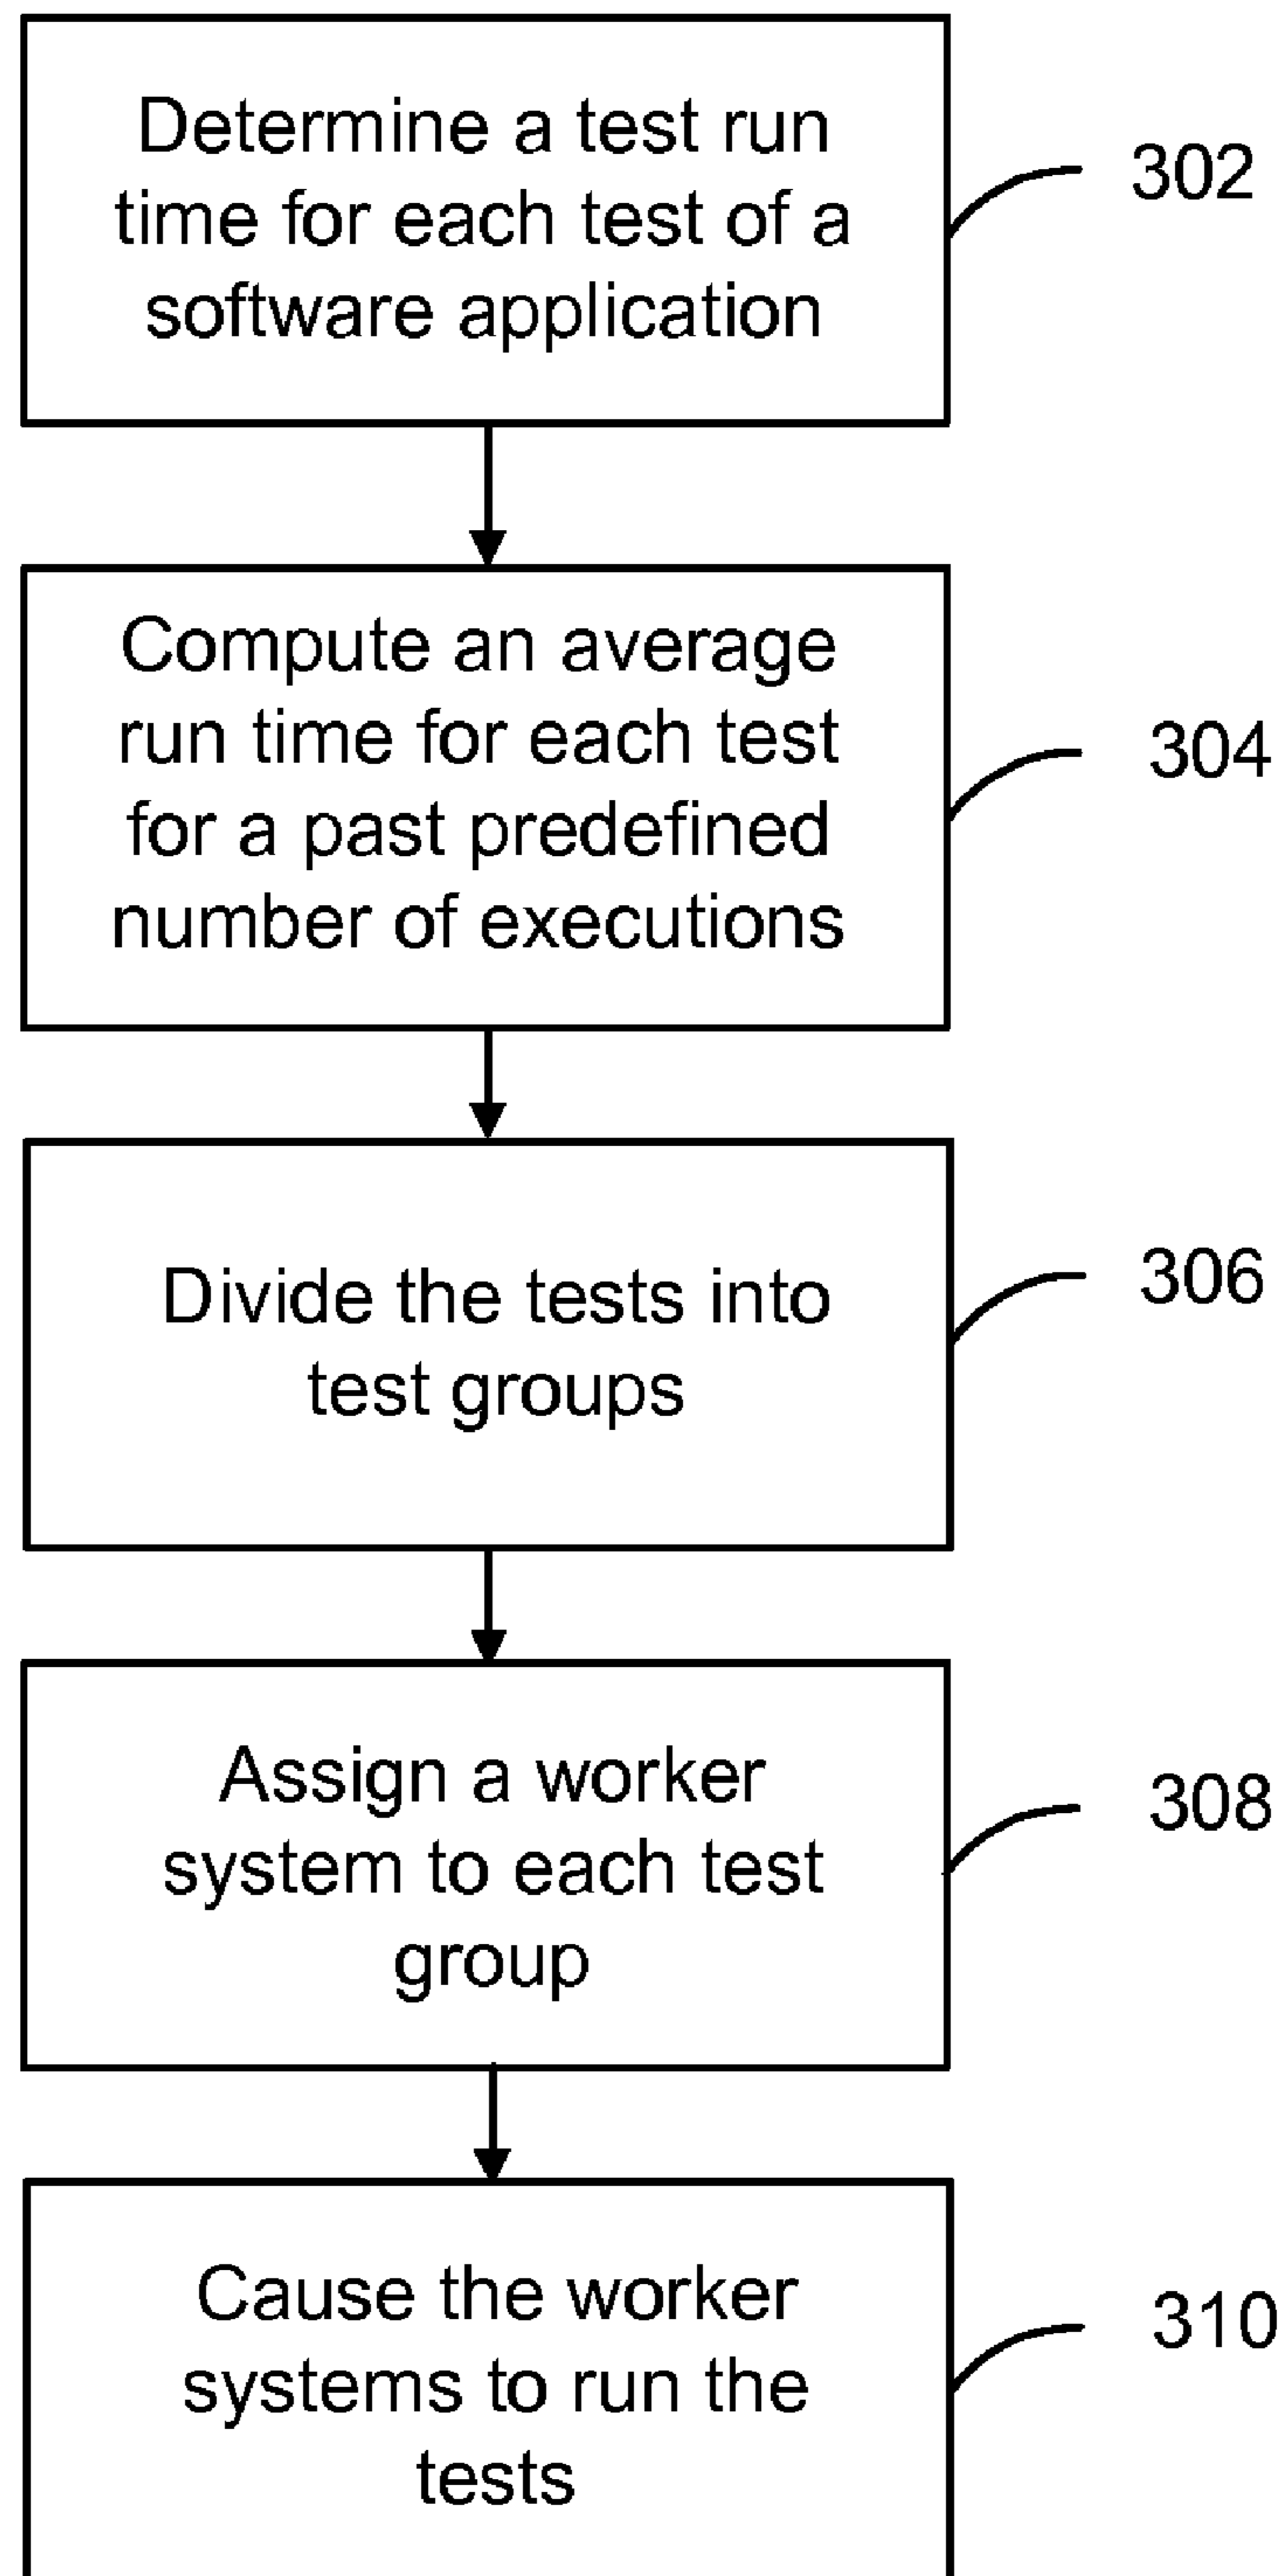 Determine a test run
time for each test of a
software application
302
Compute an average
run time for each test
for a past predefined
number of executions
304
Divide the tests into
test groups
306
Assign a worker
system to each test
group
308
Cause the worker
systems to run the
tests
310